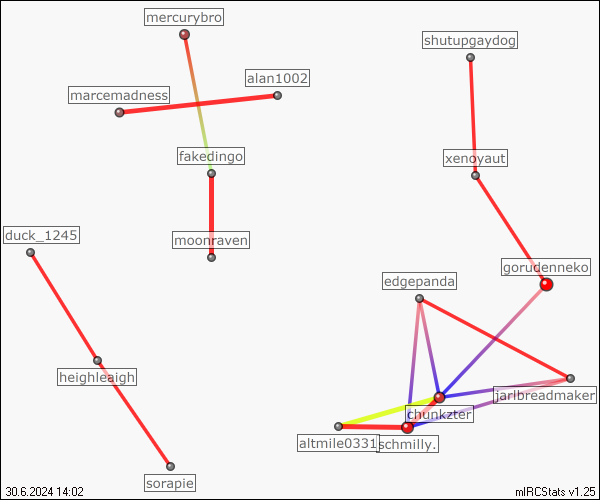 mercurybro
shutupgaydog
alan1002
marcemadness
fakedingo
xenoyaut
duck_1245
moonraven
gorudenneko
edgepanda
heighleaigh
jarlbreadmaker
chunkzter
altmile0331
schmilly.
sorapie
30.6.2024 14:02
mIRCStats v1.25